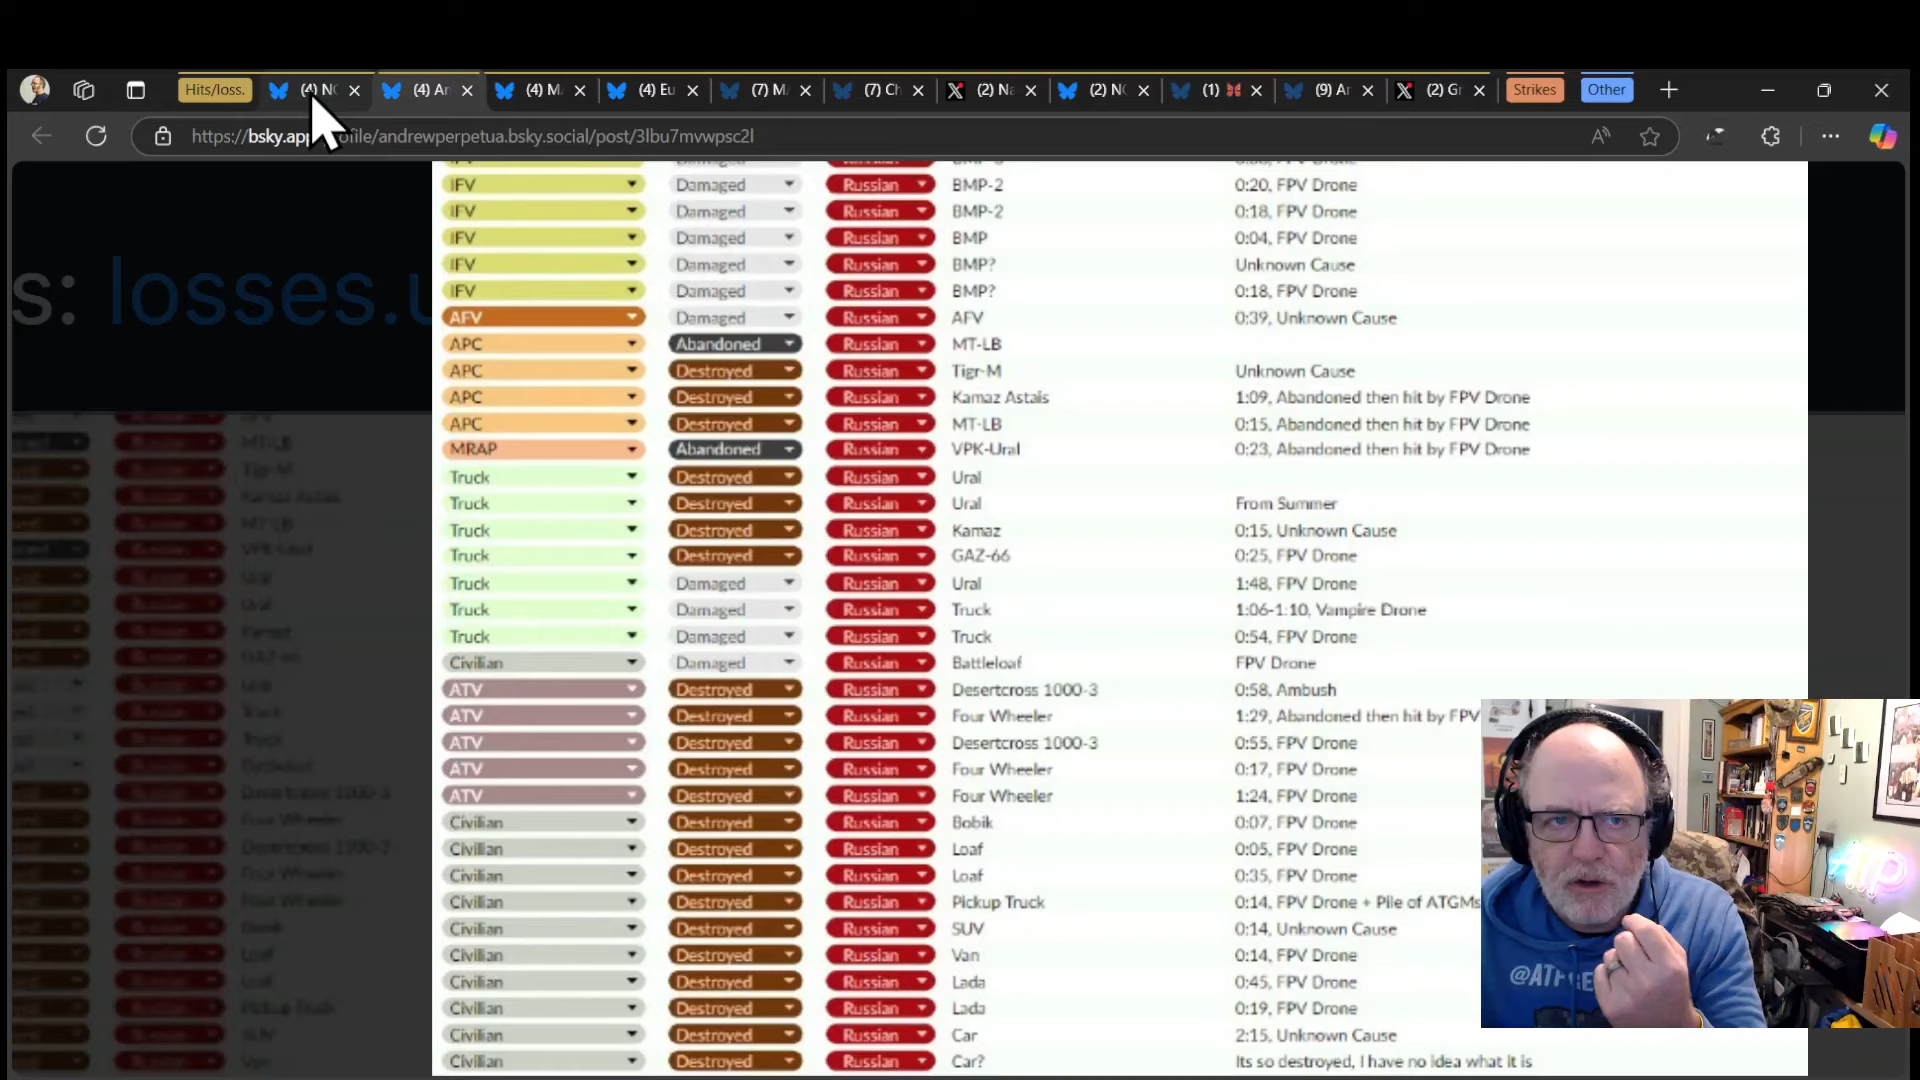 Hits/loss. (4) NC (4) Ar (4) M (4) Eu (7) M (7) Ch (2) Na (2) NC (1) (9) Ar (2) Gr Strikes Other
https://bsky.app ofile/andrewperpetua.bsky.social/post/3lbu7mvwpsc2l
s: losses.u
IFV Damaged Russian BMP-2 0:20, FPV Drone
IFV Damaged Russian BMP-2 0:18, FPV Drone
IFV Damaged Russian BMP 0:04, FPV Drone
IFV Damaged Russian BMP? Unknown Cause
IFV Damaged Russian BMP? 0:18, FPV Drone
AFV Damaged Russian AFV 0:39, Unknown Cause
APC Abandoned Russian MT-LB
APC Destroyed Russian Tigr-M Unknown Cause
APC Destroyed Russian Kamaz Astais 1:09, Abandoned then hit by FPV Drone
APC Destroyed Russian MT-LB 0:15, Abandoned then hit by FPV Drone
MRAP Abandoned Russian VPK-Ural 0:23, Abandoned then hit by FPV Drone
Truck Destroyed Russian Ural
Truck Destroyed Russian Ural From Summer
Truck Destroyed Russian Kamaz 0:15, Unknown Cause
Truck Destroyed Russian GAZ-66 0:25, FPV Drone
Truck Damaged Russian Ural 1:48, FPV Drone
Truck Damaged Russian Truck 1:06-1:10, Vampire Drone
Truck Damaged Russian Truck 0:54, FPV Drone
Civilian Damaged Russian Battleloaf FPV Drone
ATV Destroyed Russian Desertcross 1000-3 0:58, Ambush
ATV Destroyed Russian Four Wheeler 1:29, Abandoned then hit by FPV
ATV Destroyed Russian Desertcross 1000-3 0:55, FPV Drone
ATV Destroyed Russian Four Wheeler 0:17, FPV Drone
ATV Destroyed Russian Four Wheeler 1:24, FPV Drone
Civilian Destroyed Russian Bobik 0:07, FPV Drone
Civilian Destroyed Russian Loaf 0:05, FPV Drone
Civilian Destroyed Russian Loaf 0:35, FPV Drone
Civilian Destroyed Russian Pickup Truck 0:14, FPV Drone + Pile of ATGMs
Civilian Destroyed Russian SUV 0:14, Unknown Cause
Civilian Destroyed Russian Van 0:14, FPV Drone
Civilian Destroyed Russian Lada 0:45, FPV Drone
Civilian Destroyed Russian Lada 0:19, FPV Drone
Civilian Destroyed Russian Car 2:15, Unknown Cause
Civilian Destroyed Russian Car? Its so destroyed, I have no idea what it is
ATP